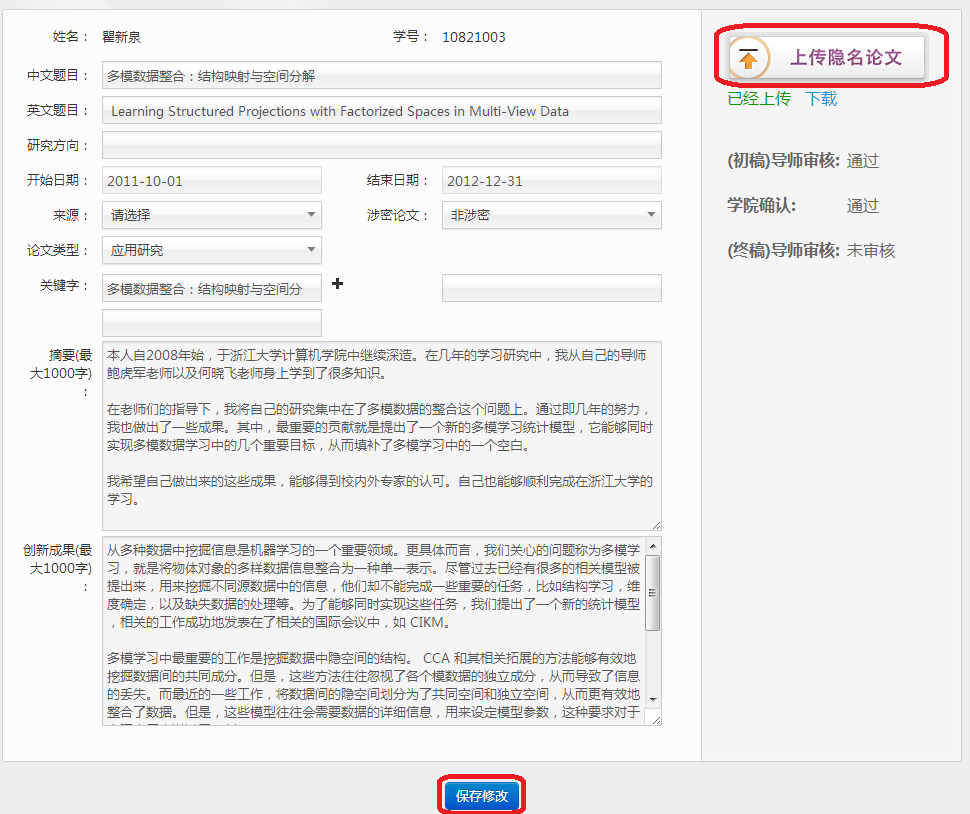 姓名： 瞿新泉 学号： 10821003
中文题目： 多模数据整合：结构映射与空间分解
英文题目： Learning Structured Projections with Factorized Spaces in Multi-View Data
研究方向：
开始日期： 2011-10-01 结束日期： 2012-12-31
来源： 请选择 涉密论文： 非涉密
论文类型： 应用研究
关键字： 多模数据整合：结构映射与空间分 +
摘要(最
大1000字)
：
本人自2008年始，于浙江大学计算机学院中继续深造。在几年的学习研究中，我从自己的导师
鲍虎军老师以及何晓飞老师身上学到了很多知识。
在老师们的指导下，我将自己的研究集中在了多模数据的整合这个问题上。通过即几年的努力，
我也做出了一些成果。其中，最重要的贡献就是提出了一个新的多模学习统计模型，它能够同时
实现多模数据学习中的几个重要目标，从而填补了多模学习中的一个空白。
我希望自己做出来的这些成果，能够得到校内外专家的认可。自己也能够顺利完成在浙江大学的
学习。
创新成果(最
大1000字)
：
从多种数据中挖掘信息是机器学习的一个重要领域。更具体而言，我们关心的问题称为多模学
习，就是将物体对象的多样数据信息整合为一种单一表示。尽管过去已经有很多的相关模型被
提出来，用来挖掘不同源数据中的信息，他们却不能完成一些重要的任务，比如结构学习，维
度确定，以及缺失数据的处理等。为了能够同时实现这些任务，我们提出了一个新的统计模型
，相关的工作成功地发表在了相关的国际会议中，如 CIKM。
多模学习中最重要的工作是挖掘数据中隐空间的结构。 CCA 和其相关拓展的方法能够有效地
挖掘数据间的共同成分。但是，这些方法往往忽视了各个模数据的独立成分，从而导致了信息
的丢失。而最近的一些工作，将数据间的隐空间划分为了共同空间和独立空间，从而更有效地
整合了数据。但是，这些模型往往会需要数据的详细信息，用来设定模型参数，这种要求对于
上传隐名论文
已经上传 下载
(初稿)导师审核: 通过
学院确认: 通过
(终稿)导师审核: 未审核
保存修改